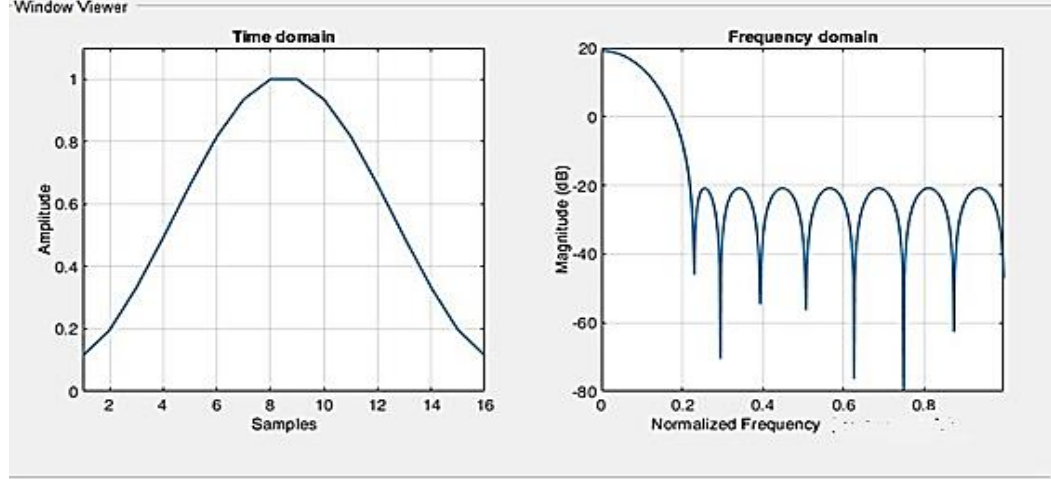 Window Viewer
Time domain
Amplitude
1
0.8
0.6
0.4
0.2
0
2 4 6 8 10 12 14 16
Samples
Frequency domain
Magnitude (dB)
20
0
-20
-40
-60
-80
0 0.2 0.4 0.6 0.8
Normalized Frequency